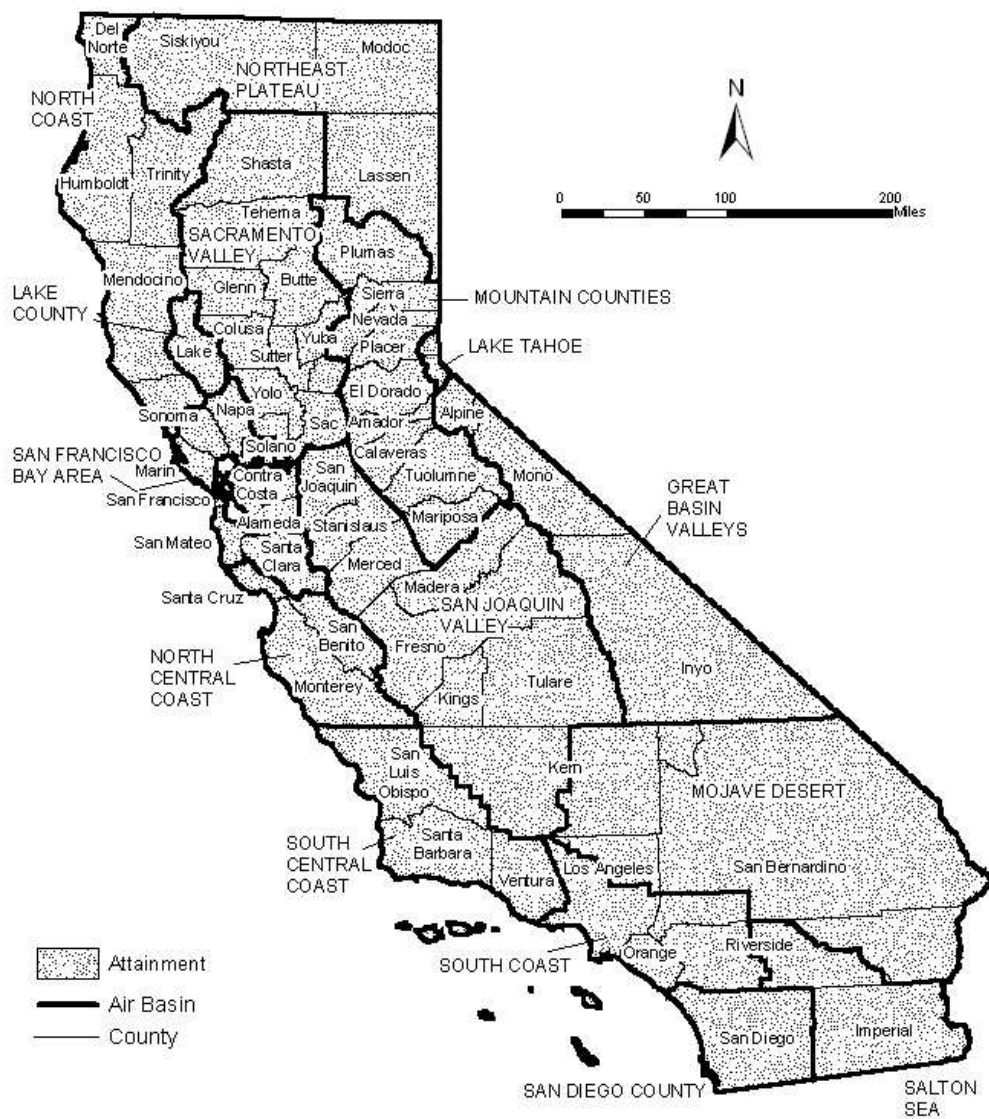 Del
Norte
Siskiyou
Modoc
NORTHEAST
PLATEAU
NORTH
COAST
N
Humboldt
Trinity
Shasta
Lassen
0
50
100
200
Miles
Tehema
SACRAMENTO
VALLEY
Plumas
Mendocino
Glenn
Butte
Sierra
MOUNTAIN COUNTIES
LAKE
COUNTY
Colusa
Yuba
Nevada
Lake
Sutter
Placer
LAKE TAHOE
Yolo
El Dorado
Sonoma
Napa
Sac
Amador
Alpine
Solano
Calaveras
SAN FRANCISCO
BAY AREA
Marin
Contra
Costa
San
Joaquin
Tuolumne
Mono
San Francisco
GREAT
BASIN
VALLEYS
Alameda
Stanislaus
Mariposa
San Mateo
Santa
Clara
Merced
Santa Cruz
Madera
SAN JOAQUIN
VALLEY
San
Benito
Fresno
NORTH
CENTRAL
COAST
Monterey
Kings
Tulare
Inyo
San
Luis
Obispo
Kern
MOJAVE DESERT
SOUTH
CENTRAL
COAST
Santa
Barbara
Ventura
Los Angeles
San Bernardino
SOUTH COAST
Orange
Riverside
Attainment
Air Basin
County
San Diego
Imperial
SAN DIEGO COUNTY
SALTON
SEA